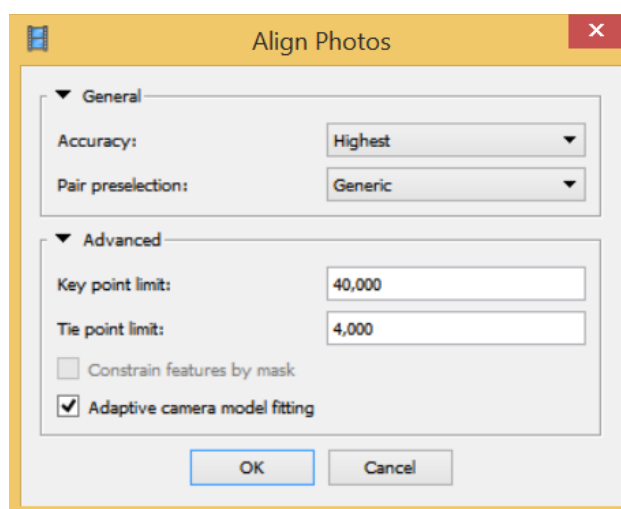 Align Photos
General
Accuracy: Highest
Pair preselection: Generic
Advanced
Key point limit: 40,000
Tie point limit: 4,000
Constrain features by mask
Adaptive camera model fitting
OK Cancel